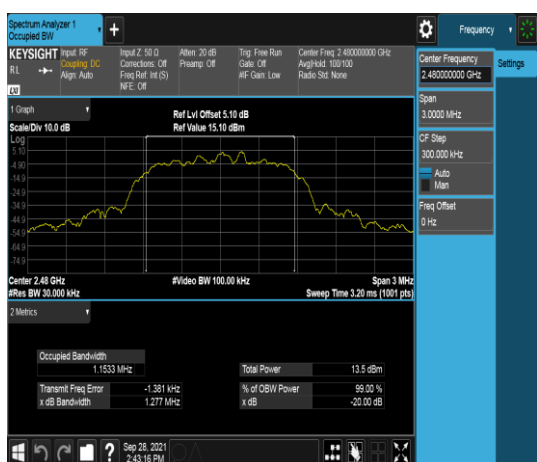 Spectrum Analyzer 1
Occupied BW
+
Frequency
KEYSIGHT
RL
Input: RF
Coupling: DC
Align: Auto
Input Z: 50 Ω
Corrections: Off
Freq Ref: Int (S)
NFE: Off
Atten: 20 dB
Preamp: Off
Trig: Free Run
Gate: Off
#IF Gain: Low
Center Freq: 2.480000000 GHz
Avg|Hold: 100/100
Radio Std: None
Center Frequency
2.480000000 GHz
Settings
Span
3.0000 MHz
CF Step
300.000 kHz
Auto
Man
Freq Offset
0 Hz
1 Graph
Scale/Div 10.0 dB
Ref Lvl Offset 5.10 dB
Ref Value 15.10 dBm
Log
5.10
-4.90
-14.9
-24.9
-34.9
-44.9
-54.9
-64.9
-74.9
Center 2.48 GHz
#Video BW 100.00 kHz
Span 3 MHz
#Res BW 30.000 kHz
Sweep Time 3.20 ms (1001 pts)
2 Metrics
Occupied Bandwidth
1.1533 MHz
Total Power
13.5 dBm
Transmit Freq Error
-1.381 kHz
% of OBW Power
99.00 %
x dB Bandwidth
1.277 MHz
x dB
-20.00 dB
?
Sep 28, 2021
2:43:16 PM